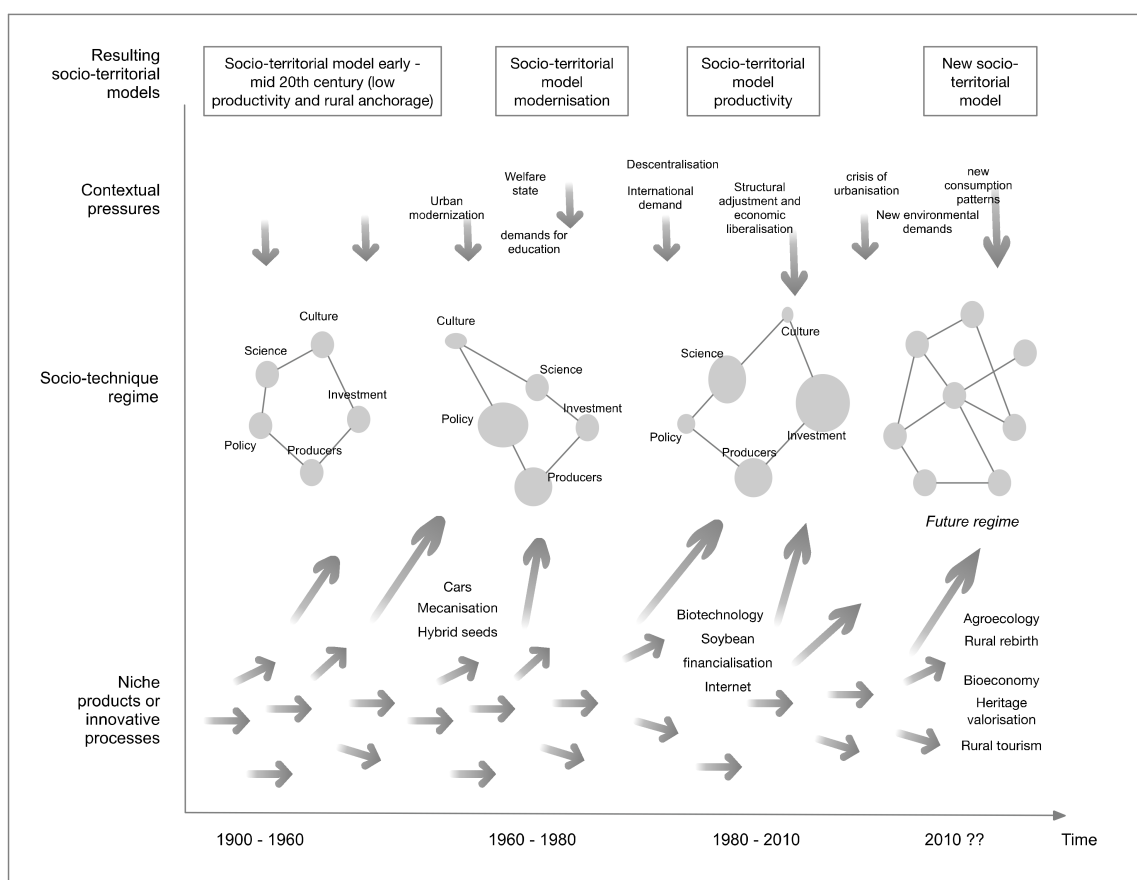 Resulting
socio-territorial
models
Socio-territorial model early -
mid 20th century (low
productivity and rural anchorage)
Socio-territorial
model
modernisation
Socio-territorial
model
productivity
New socio-
territorial
model
Contextual
pressures
Urban
modernization
Welfare
state
demands for
education
Descentralisation
International
demand
Structural
adjustment and
economic
liberalisation
crisis of
urbanisation
New environmental
demands
new
consumption
patterns
Socio-technique
regime
Culture
Science
Investment
Policy
Producers
Culture
Science
Policy
Investment
Producers
Culture
Science
Policy
Investment
Producers
Future regime
Niche
products or
innovative
processes
Cars
Mecanisation
Hybrid seeds
Biotechnology
Soybean
financialisation
Internet
Agroecology
Rural rebirth
Bioeconomy
Heritage
valorisation
Rural tourism
1900 - 1960
1960 - 1980
1980 - 2010
2010 ??
Time